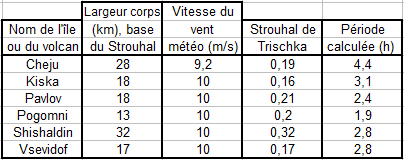 Nom de l'île ou du volcan | Largeur corps (km), base du Strouhal | Vitesse du vent météo (m/s) | Strouhal de Trischka | Période calculée (h)
Cheju | 28 | 9,2 | 0,19 | 4,4
Kiska | 18 | 10 | 0,16 | 3,1
Pavlov | 18 | 10 | 0,21 | 2,4
Pogomni | 13 | 10 | 0,2 | 1,9
Shishaldin | 32 | 10 | 0,32 | 2,8
Vsevidof | 17 | 10 | 0,17 | 2,8